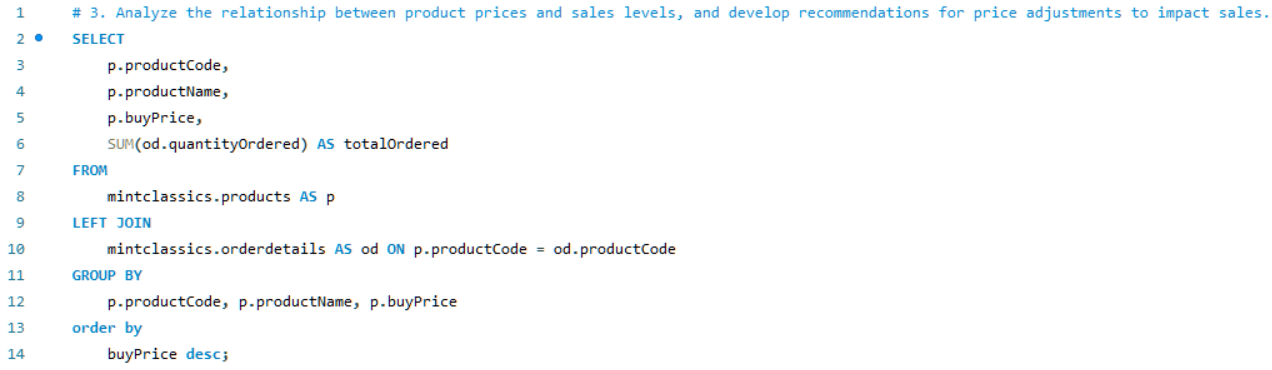 1 # 3. Analyze the relationship between product prices and sales levels, and develop recommendations for price adjustments to impact sales.
2 SELECT
3 p.productCode,
4 p.productName,
5 p.buyPrice,
6 SUM(od.quantityOrdered) AS totalOrdered
7 FROM
8 mintclassics.products AS p
9 LEFT JOIN
10 mintclassics.orderdetails AS od ON p.productCode = od.productCode
11 GROUP BY
12 p.productCode, p.productName, p.buyPrice
13 order by
14 buyPrice desc;